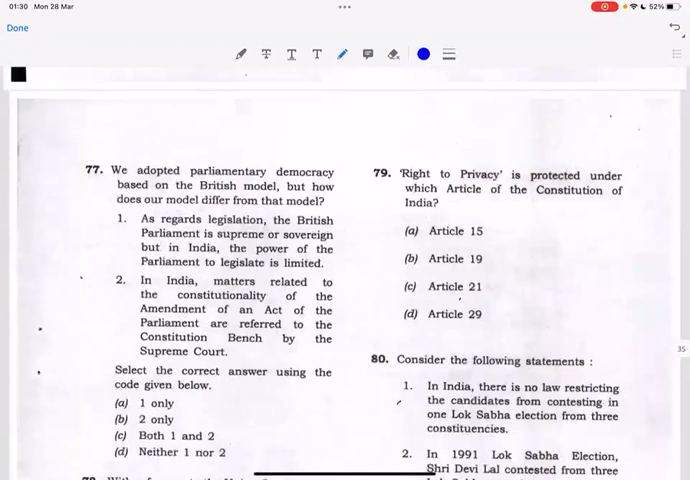 01:30 Mon 28 Mar
52%
Done
T T T
77. We adopted parliamentary democracy
based on the British model, but how
does our model differ from that model?
1. As regards legislation, the British
Parliament is supreme or sovereign
but in India, the power of the
Parliament to legislate is limited.
2. In India, matters related to
the constitutionality of the
Amendment of an Act of the
Parliament are referred to the
Constitution Bench by the
Supreme Court.
Select the correct answer using the
code given below.
(a) 1 only
(b) 2 only
(c) Both 1 and 2
(d) Neither 1 nor 2
79. 'Right to Privacy' is protected under
which Article of the Constitution of
India?
(a) Article 15
(b) Article 19
(c) Article 21
(d) Article 29
80. Consider the following statements :
1. In India, there is no law restricting
the candidates from contesting in
one Lok Sabha election from three
constituencies.
2. In 1991 Lok Sabha Election,
Shri Devi Lal contested from three
35